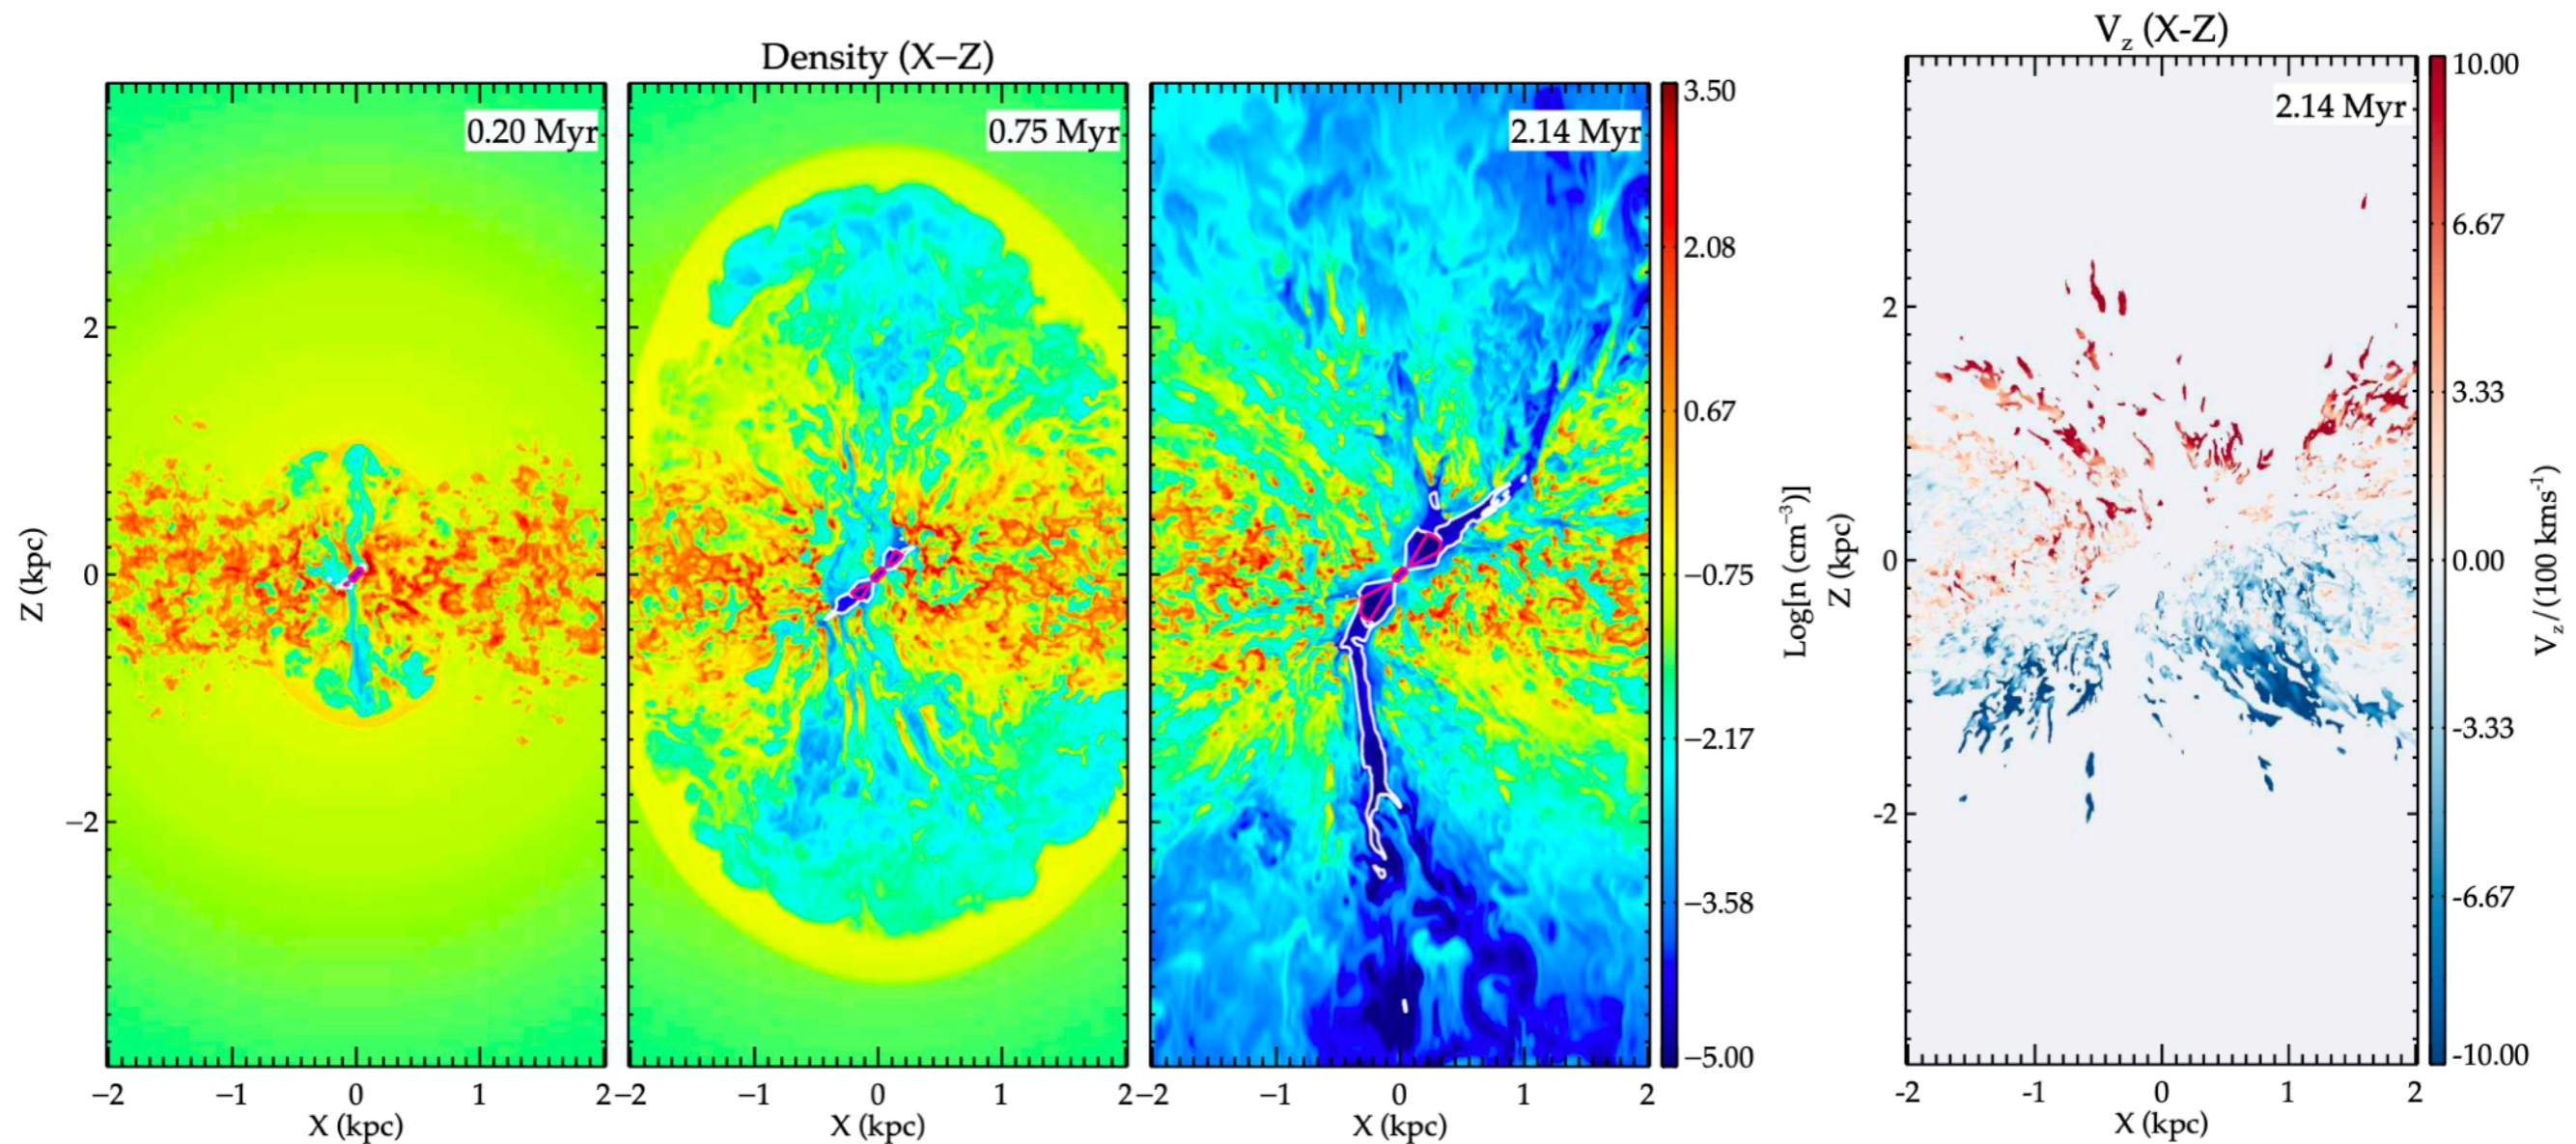 Density (X–Z)
V_z (X-Z)
0.20 Myr
0.75 Myr
2.14 Myr
2.14 Myr
Z (kpc)
2
0
−2
−2
−1
0
1
2
X (kpc)
−2
−1
0
1
2
X (kpc)
−2
−1
0
1
2
X (kpc)
3.50
2.08
0.67
−0.75
−2.17
−3.58
−5.00
Log[n (cm⁻³)]
Z (kpc)
2
0
-2
-2
-1
0
1
2
X (kpc)
10.00
6.67
3.33
0.00
-3.33
-6.67
-10.00
V_z/(100 kms⁻¹)